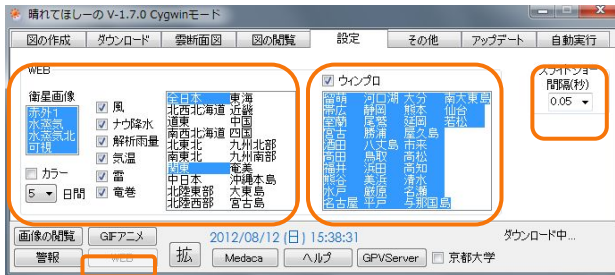 晴れてほしーの V-1.7.0 Cygwinモード
図の作成 ダウンロード 雲断面図 図の閲覧 設定 その他 アップデート 自動実行
WEB
衛星画像
赤外1
水蒸気
水蒸気北
可視
カラー
5 日間
風
ナウ降水
解析雨量
気温
雷
竜巻
全日本 東海
北西北海道 近畿
道東 中国
南西北海道 四国
北東北 九州北部
南東北 九州南部
関東 奄美
中日本 沖縄本島
北陸東部 大東島
北陸西部 宮古島
ウィンプロ
留萌 河口湖 大分 南大東島
帯広 静岡 熊本 仙台
室蘭 尾鷲 延岡 若松
宮古 勝浦 屋久島
酒田 八丈島 市来
高田 鳥取 高松
福井 浜田 高知
熊谷 美浜 清水
水戸 厳原 名瀬
名古屋 平戸 与那国島
スライドショー
間隔(秒)
0.05
画像の閲覧 GIFアニメ 2012/08/12 (日) 15:38:31 ダウンロード中...
警報 WEB 拡 Medaca ヘルプ GPVServer 京都大学